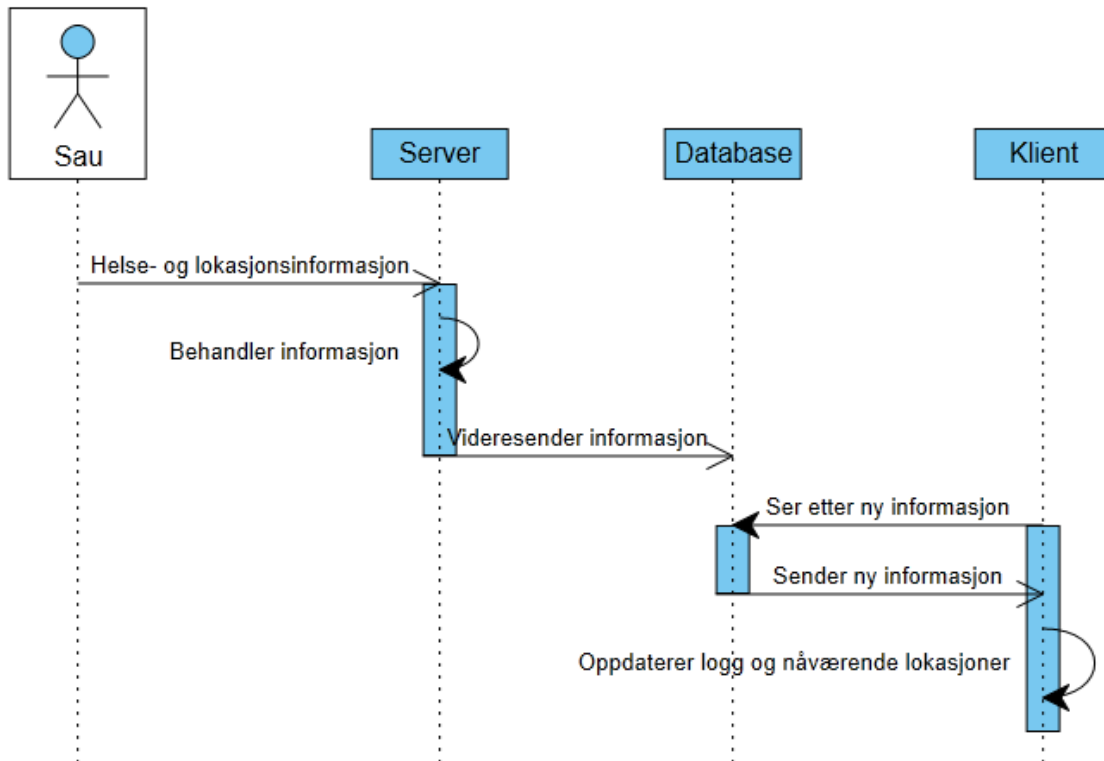 Sau
Server
Database
Klient
Helse- og lokasjonsinformasjon
Behandler informasjon
Videresender informasjon
Ser etter ny informasjon
Sender ny informasjon
Oppdaterer logg og nåværende lokasjoner